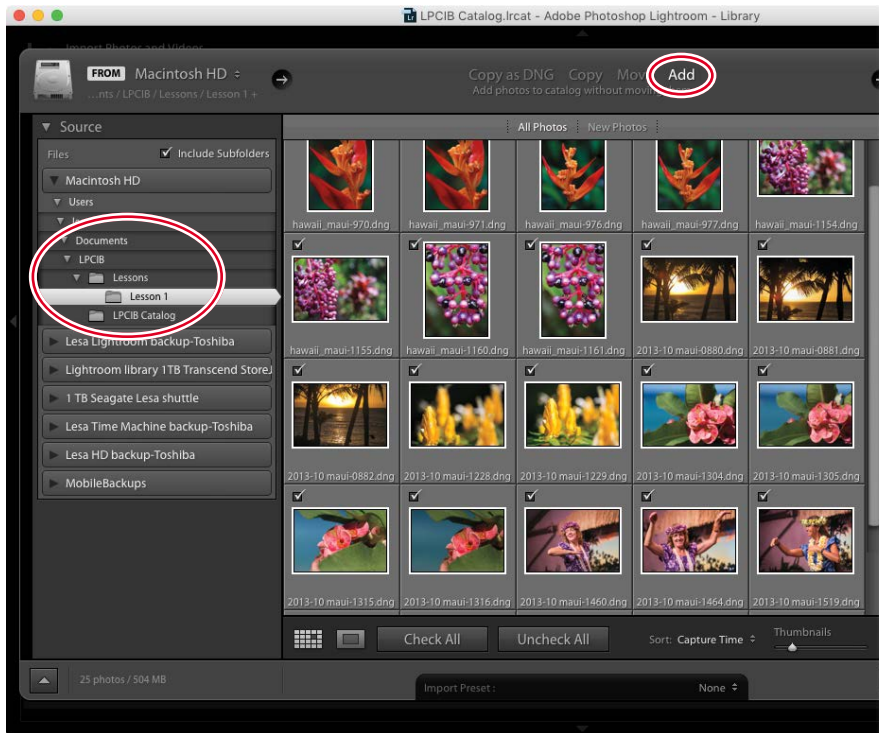 LPCIB Catalog.lrcat - Adobe Photoshop Lightroom - Library
Import Photos and Videos
FROM Macintosh HD
…nts / LPCIB / Lessons / Lesson 1 +
Copy as DNG Copy Move Add
Add photos to catalog without moving
Source
All Photos New Photos
Files Include Subfolders
Macintosh HD
Users
Documents
LPCIB
Lessons
Lesson 1
LPCIB Catalog
Lesa Lightroom backup-Toshiba
Lightroom library 1TB Transcend StoreJ
1 TB Seagate Lesa shuttle
Lesa Time Machine backup-Toshiba
Lesa HD backup-Toshiba
MobileBackups
hawaii_maui-970.dng hawaii_maui-971.dng hawaii_maui-976.dng hawaii_maui-977.dng hawaii_maui-1154.dng
hawaii_maui-1155.dng hawaii_maui-1160.dng hawaii_maui-1161.dng 2013-10 maui-0880.dng 2013-10 maui-0881.dng
2013-10 maui-0882.dng 2013-10 maui-1228.dng 2013-10 maui-1229.dng 2013-10 maui-1304.dng 2013-10 maui-1305.dng
2013-10 maui-1315.dng 2013-10 maui-1316.dng 2013-10 maui-1460.dng 2013-10 maui-1464.dng 2013-10 maui-1519.dng
Check All Uncheck All Sort: Capture Time Thumbnails
25 photos / 504 MB
Import Preset : None